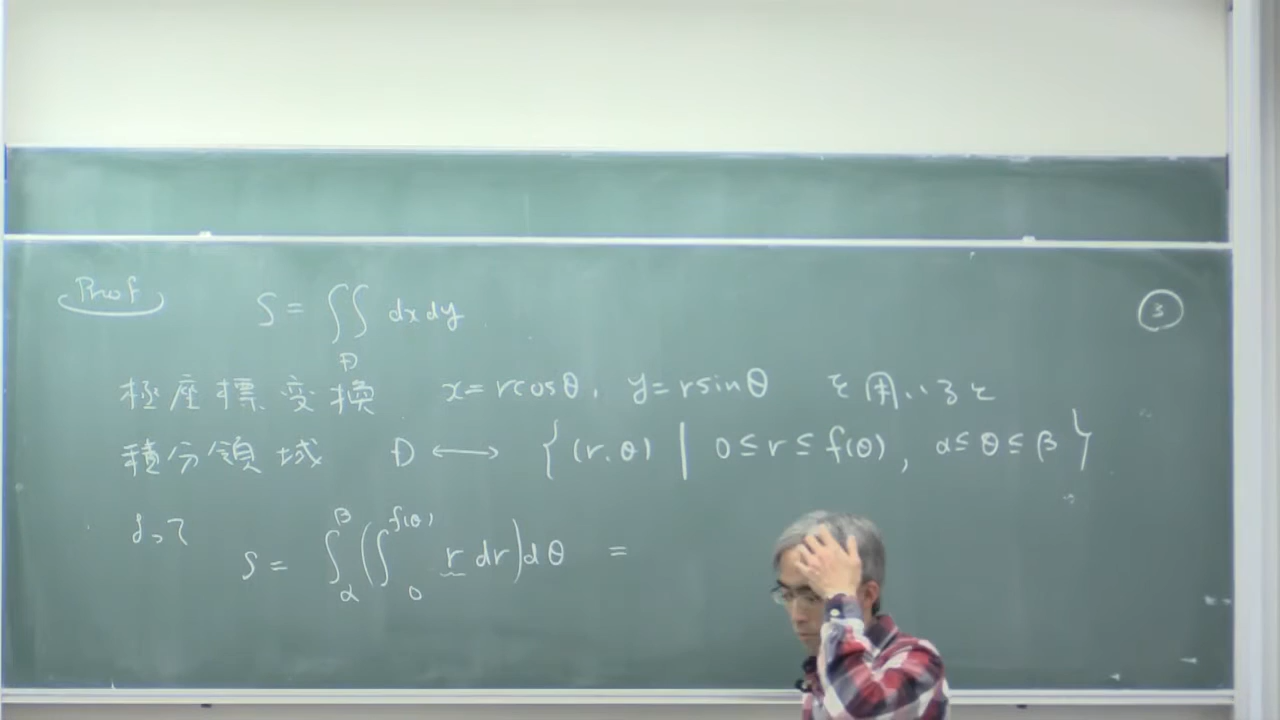 Proof S = ∬_D dxdy ③
極座標変換 x = rcosθ, y = rsinθ を用いると
積分領域 D ⟷ { (r, θ) | 0 ≤ r ≤ f(θ), α ≤ θ ≤ β }
よって S = ∫_α^β ( ∫_0^{f(θ)} r dr ) dθ =